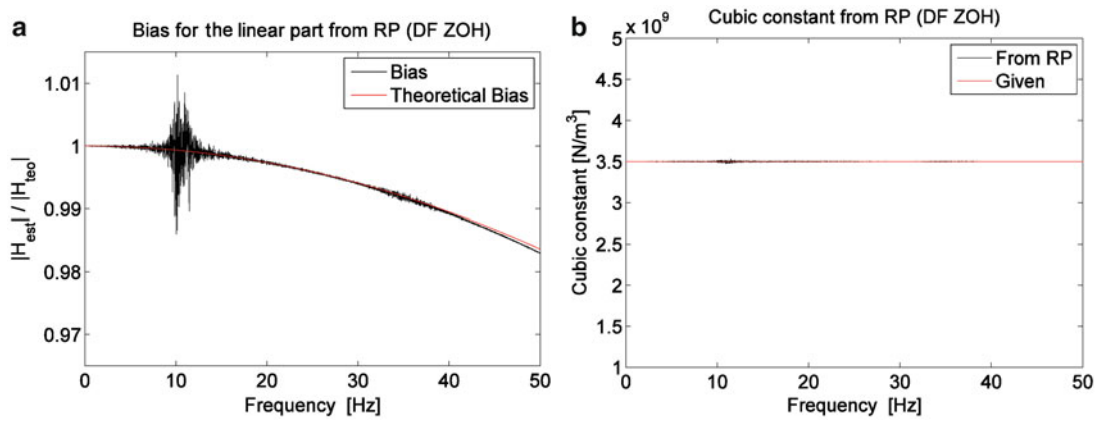 a
Bias for the linear part from RP (DF ZOH)
1.01
1
0.99
0.98
0.97
|H_est| / |H_teo|
Bias
Theoretical Bias
0 10 20 30 40 50
Frequency [Hz]
b
Cubic constant from RP (DF ZOH)
x 10^9
5
4.5
4
3.5
3
2.5
2
1.5
1
Cubic constant [N/m^3]
From RP
Given
0 10 20 30 40 50
Frequency [Hz]